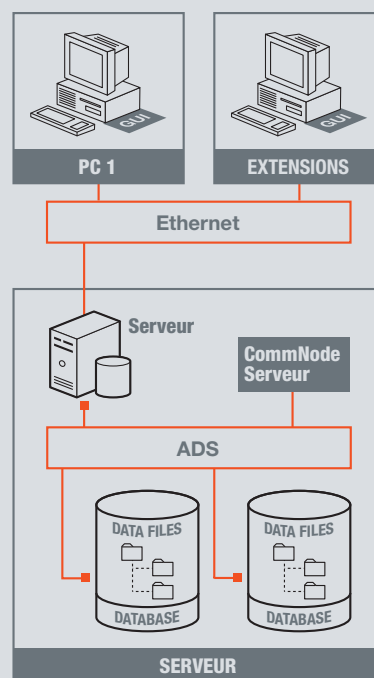 GUI
GUI
PC 1
EXTENSIONS
Ethernet
Serveur
CommNode
Serveur
ADS
DATA FILES
DATABASE
DATA FILES
DATABASE
SERVEUR